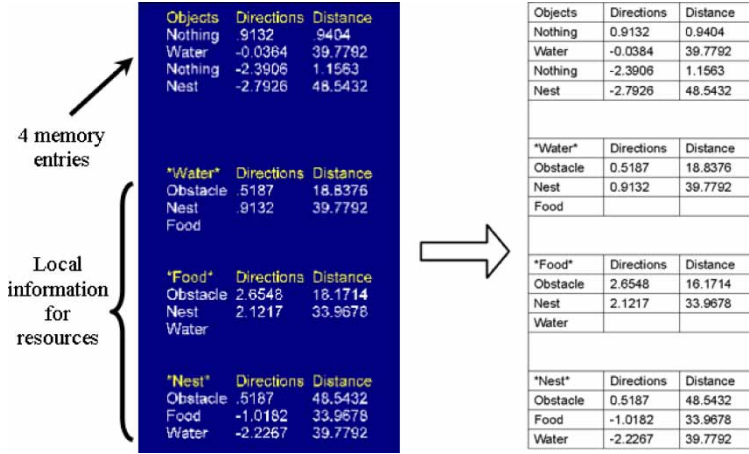 Objects Directions Distance
Nothing .9132 .9404
Water -0.0364 39.7792
Nothing -2.3906 1.1563
Nest -2.7926 48.5432
4 memory
entries
*Water* Directions Distance
Obstacle .5187 18.8376
Nest .9132 39.7792
Food
Local
information
for
resources
*Food* Directions Distance
Obstacle 2.6548 18.1714
Nest 2.1217 33.9678
Water
*Nest* Directions Distance
Obstacle .5187 48.5432
Food -1.0182 33.9678
Water -2.2267 39.7792
Objects Directions Distance
Nothing 0.9132 0.9404
Water -0.0384 39.7792
Nothing -2.3906 1.1563
Nest -2.7926 48.5432
*Water* Directions Distance
Obstacle 0.5187 18.8376
Nest 0.9132 39.7792
Food
*Food* Directions Distance
Obstacle 2.6548 16.1714
Nest 2.1217 33.9678
Water
*Nest* Directions Distance
Obstacle 0.5187 48.5432
Food -1.0182 33.9678
Water -2.2267 39.7792